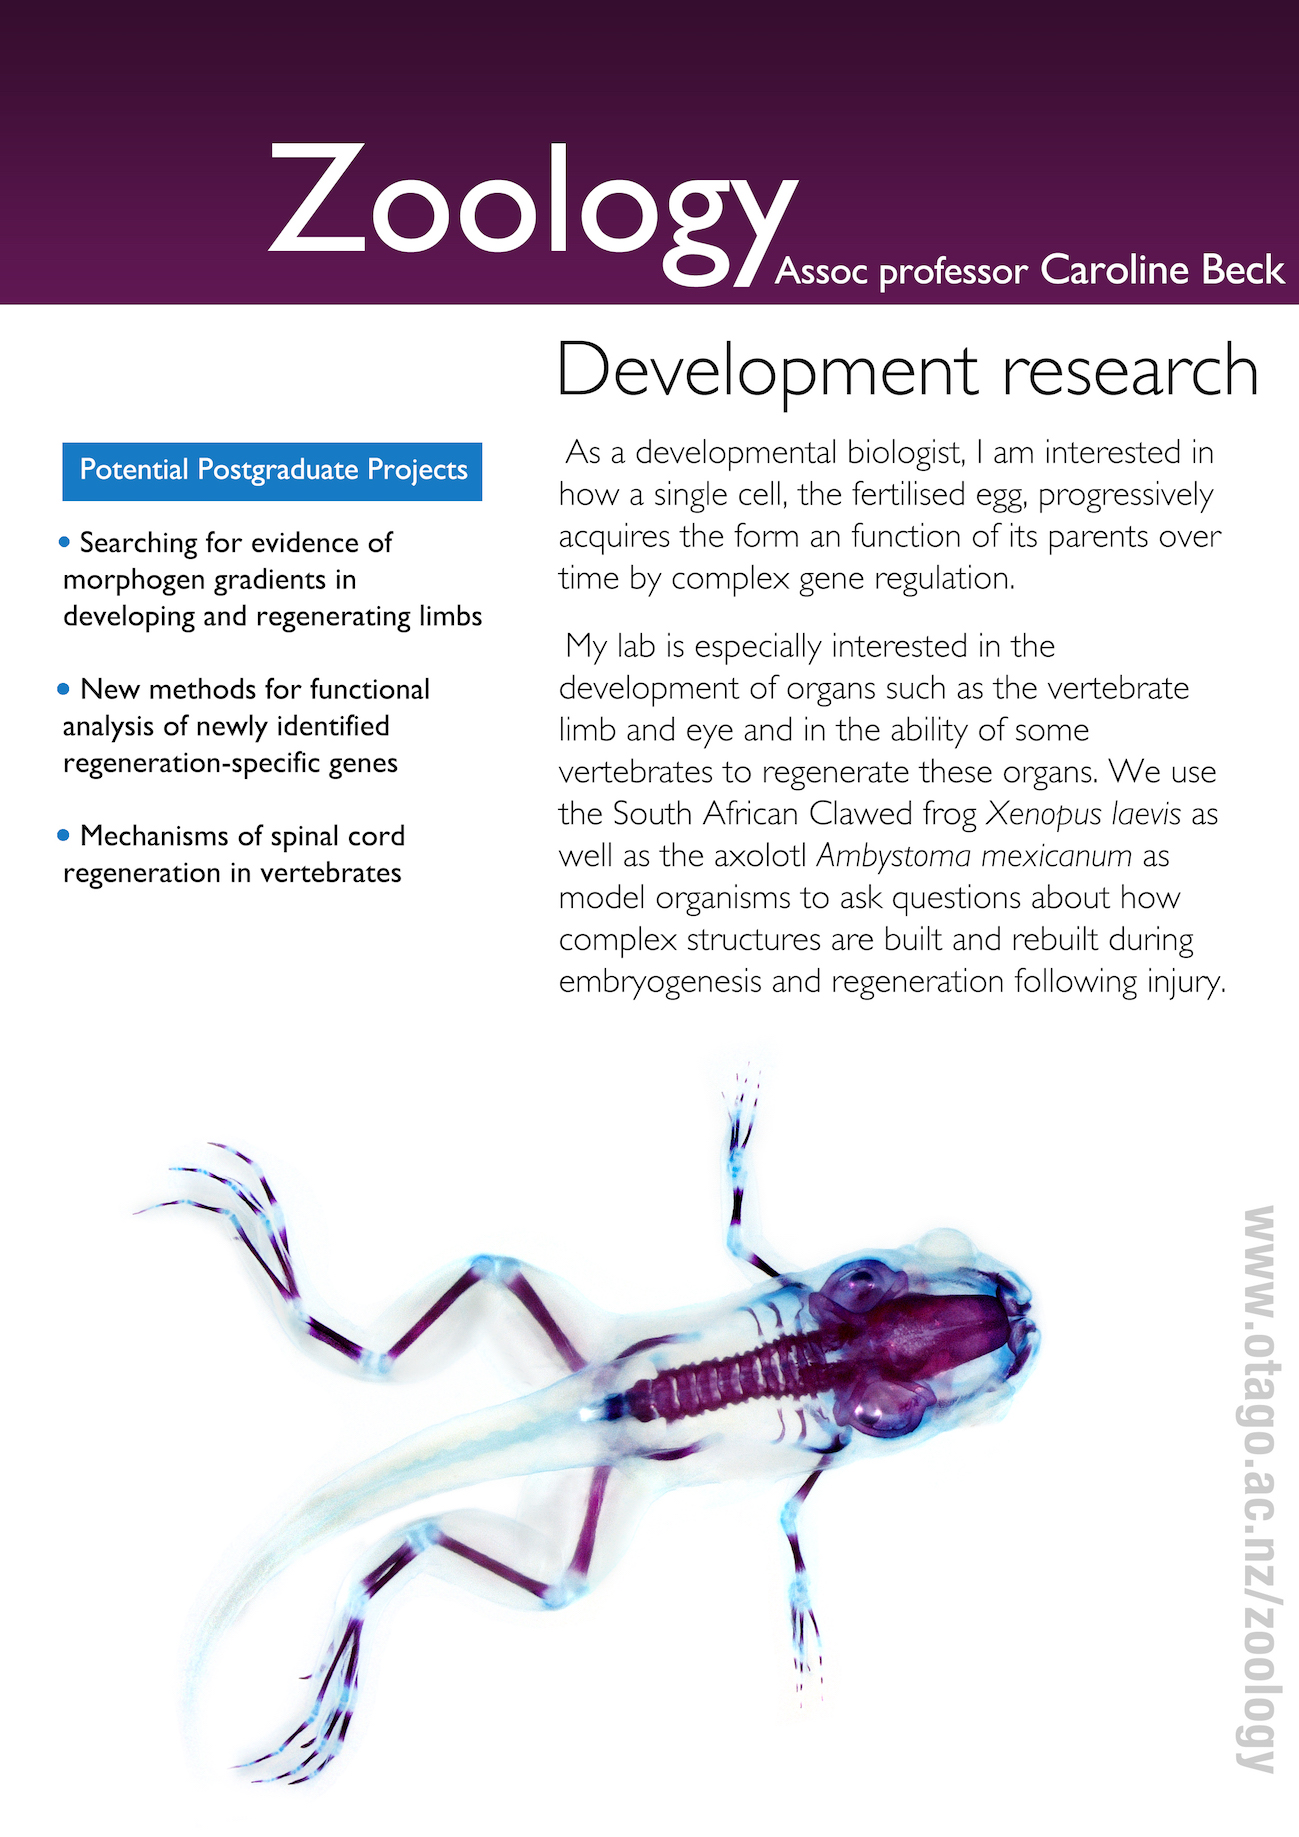 Zoology
Assoc professor Caroline Beck
Development research
Potential Postgraduate Projects
• Searching for evidence of
morphogen gradients in
developing and regenerating limbs
• New methods for functional
analysis of newly identified
regeneration-specific genes
• Mechanisms of spinal cord
regeneration in vertebrates
As a developmental biologist, I am interested in
how a single cell, the fertilised egg, progressively
acquires the form an function of its parents over
time by complex gene regulation.
My lab is especially interested in the
development of organs such as the vertebrate
limb and eye and in the ability of some
vertebrates to regenerate these organs. We use
the South African Clawed frog Xenopus laevis as
well as the axolotl Ambystoma mexicanum as
model organisms to ask questions about how
complex structures are built and rebuilt during
embryogenesis and regeneration following injury.
www.otago.ac.nz/zoology